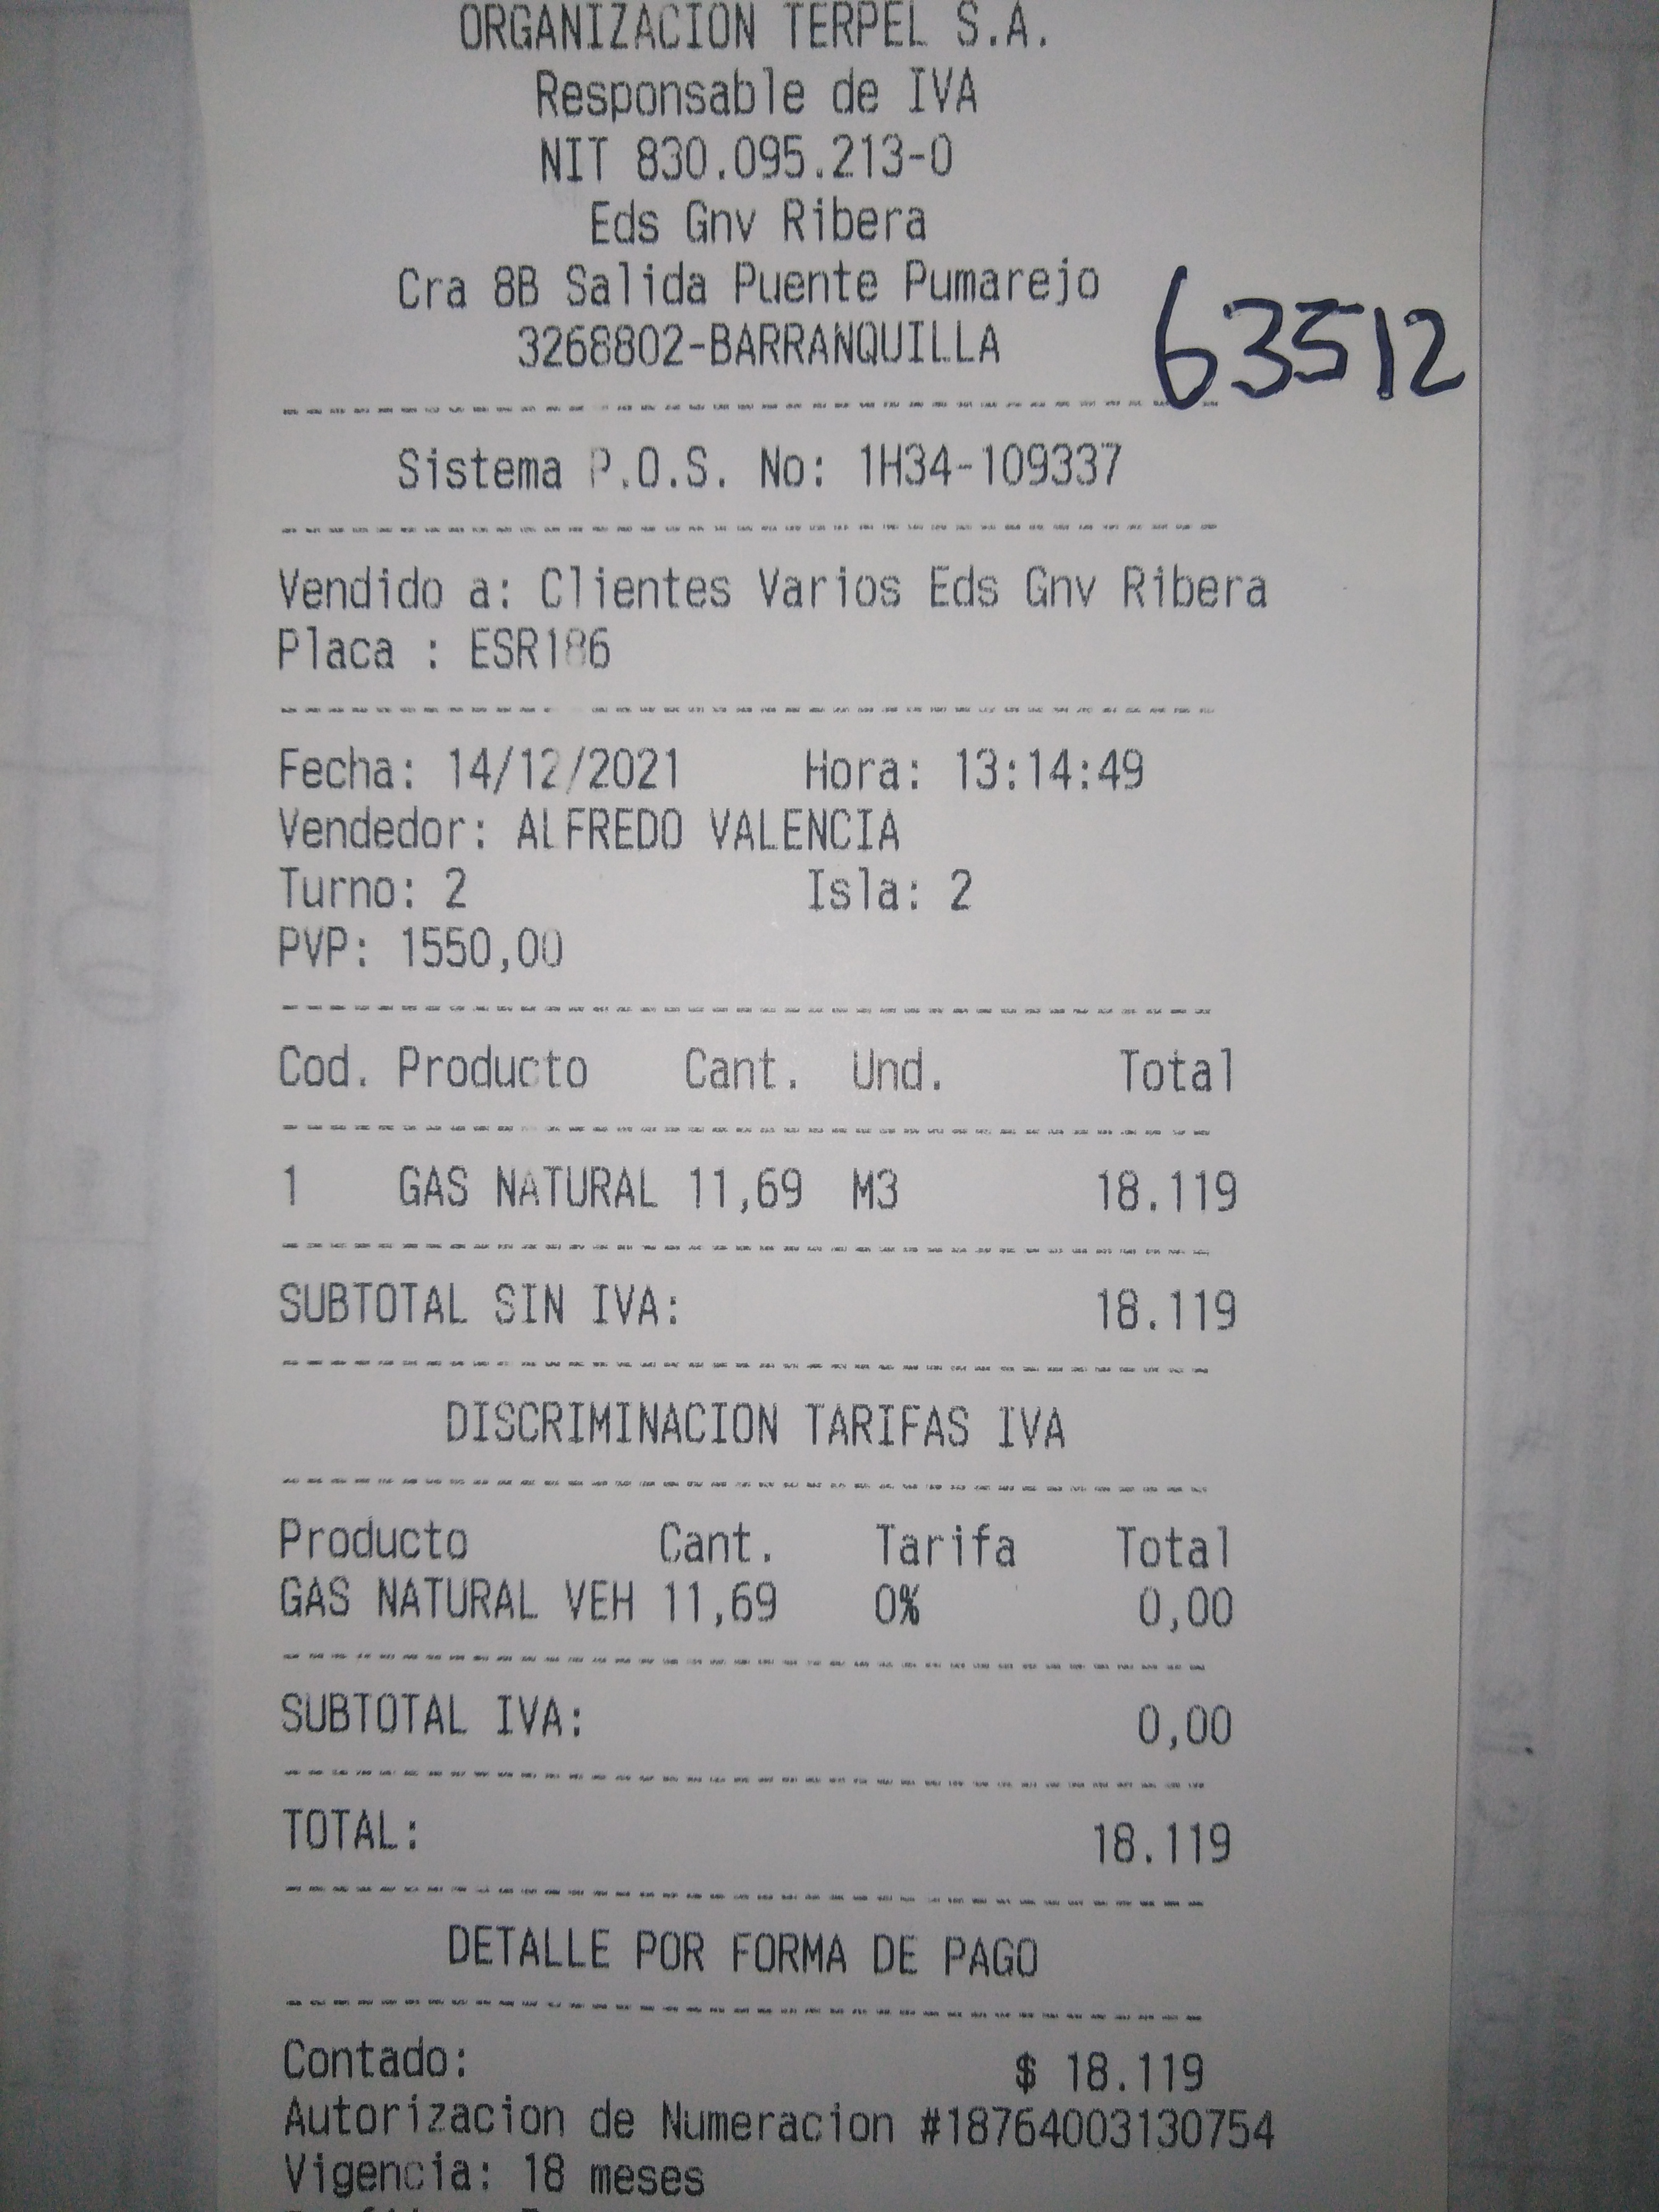 ORGANIZACION TERPEL S.A.
Responsable de IVA
NIT 830.095.213-0
Eds Gnv Ribera
Cra 8B Salida Puente Pumarejo
3268802-BARRANQUILLA
63512
Sistema P.O.S. No: 1H34-109337
Vendido a: Clientes Varios Eds Gnv Ribera
Placa : ESR186
Fecha: 14/12/2021 Hora: 13:14:49
Vendedor: ALFREDO VALENCIA
Turno: 2 Isla: 2
PVP: 1550,00
Cod. Producto Cant. Und. Total
1 GAS NATURAL 11,69 M3 18.119
SUBTOTAL SIN IVA: 18.119
DISCRIMINACION TARIFAS IVA
Producto Cant. Tarifa Total
GAS NATURAL VEH 11,69 0% 0,00
SUBTOTAL IVA: 0,00
TOTAL: 18.119
DETALLE POR FORMA DE PAGO
Contado: $ 18.119
Autorizacion de Numeracion #18764003130754
Vigencia: 18 meses